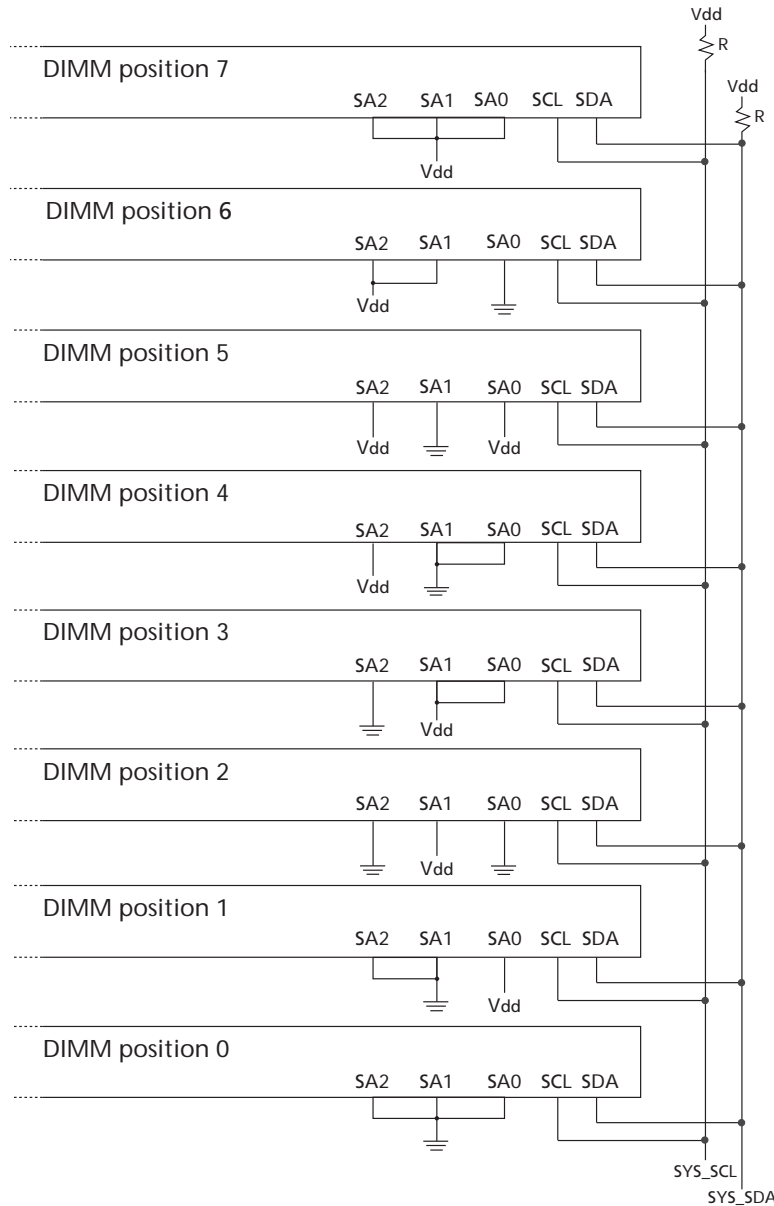 Vdd
R
Vdd
R
DIMM position 7
SA2 SA1 SA0 SCL SDA
Vdd
DIMM position 6
SA2 SA1 SA0 SCL SDA
Vdd
DIMM position 5
SA2 SA1 SA0 SCL SDA
Vdd Vdd
DIMM position 4
SA2 SA1 SA0 SCL SDA
Vdd
DIMM position 3
SA2 SA1 SA0 SCL SDA
Vdd
DIMM position 2
SA2 SA1 SA0 SCL SDA
Vdd
DIMM position 1
SA2 SA1 SA0 SCL SDA
Vdd
DIMM position 0
SA2 SA1 SA0 SCL SDA
SYS_SCL
SYS_SDA